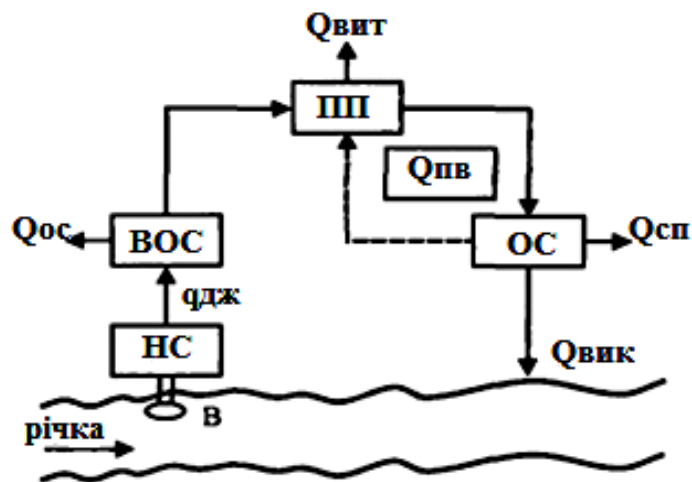 Qвит
ПП
Qпв
Qос
ВОС
ОС
Qсп
qдж
НС
Qвик
В
річка